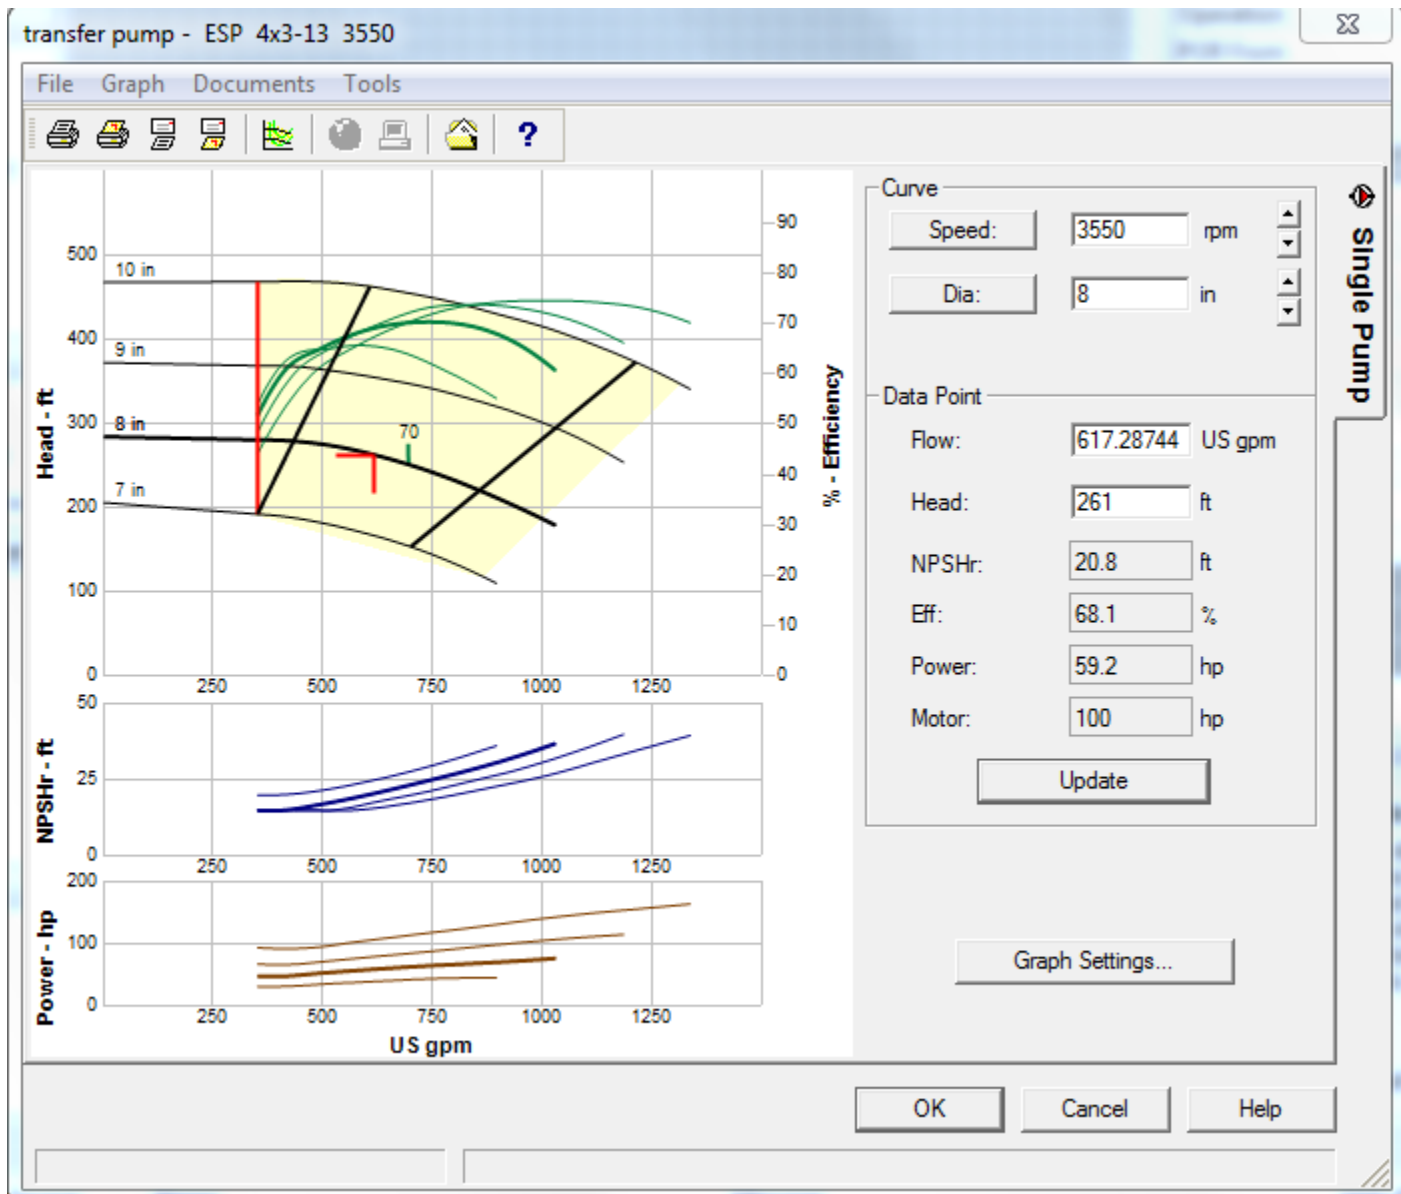 transfer pump - ESP 4x3-13 3550
File Graph Documents Tools
?
Head - ft
500
400
300
200
100
0
10 in
9 in
8 in
7 in
70
90
80
70
60
50
40
30
20
10
0
% - Efficiency
250 500 750 1000 1250
NPSHr - ft
50
25
0
250 500 750 1000 1250
Power - hp
200
100
0
250 500 750 1000 1250
US gpm
Curve
Speed: 3550 rpm
Dia: 8 in
Data Point
Flow: 617.28744 US gpm
Head: 261 ft
NPSHr: 20.8 ft
Eff: 68.1 %
Power: 59.2 hp
Motor: 100 hp
Update
Graph Settings...
Single Pump
OK Cancel Help